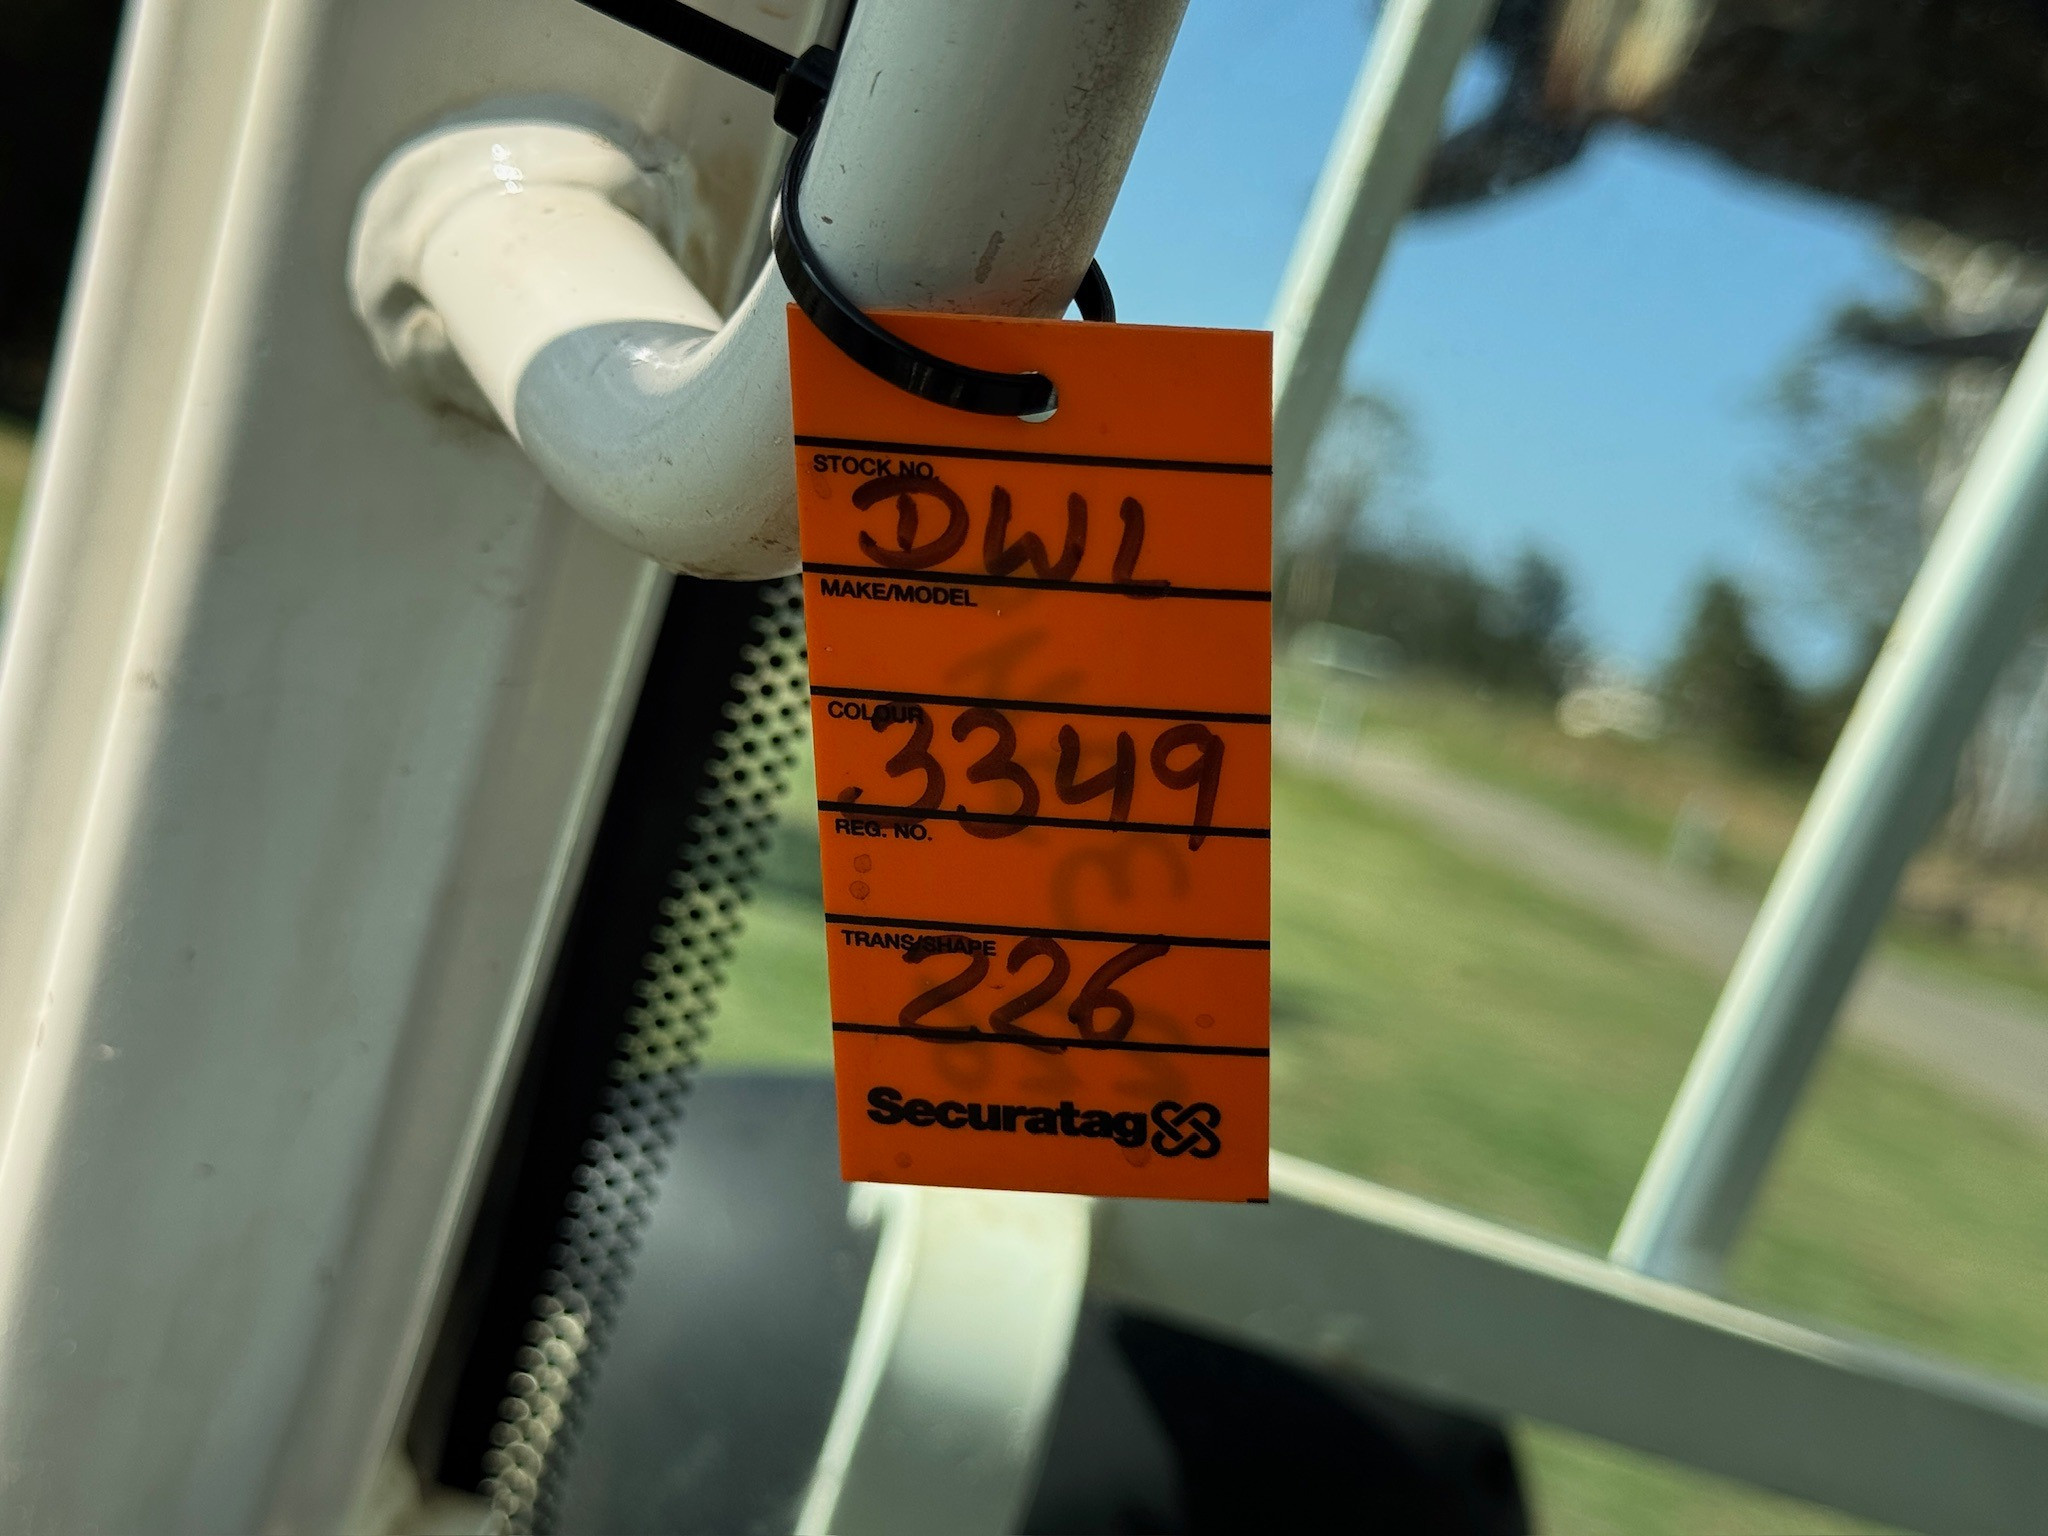 STOCK NO.
DWL
MAKE/MODEL
COLOUR
3349
REG. NO.
TRANS/SHAPE
226
Securatag